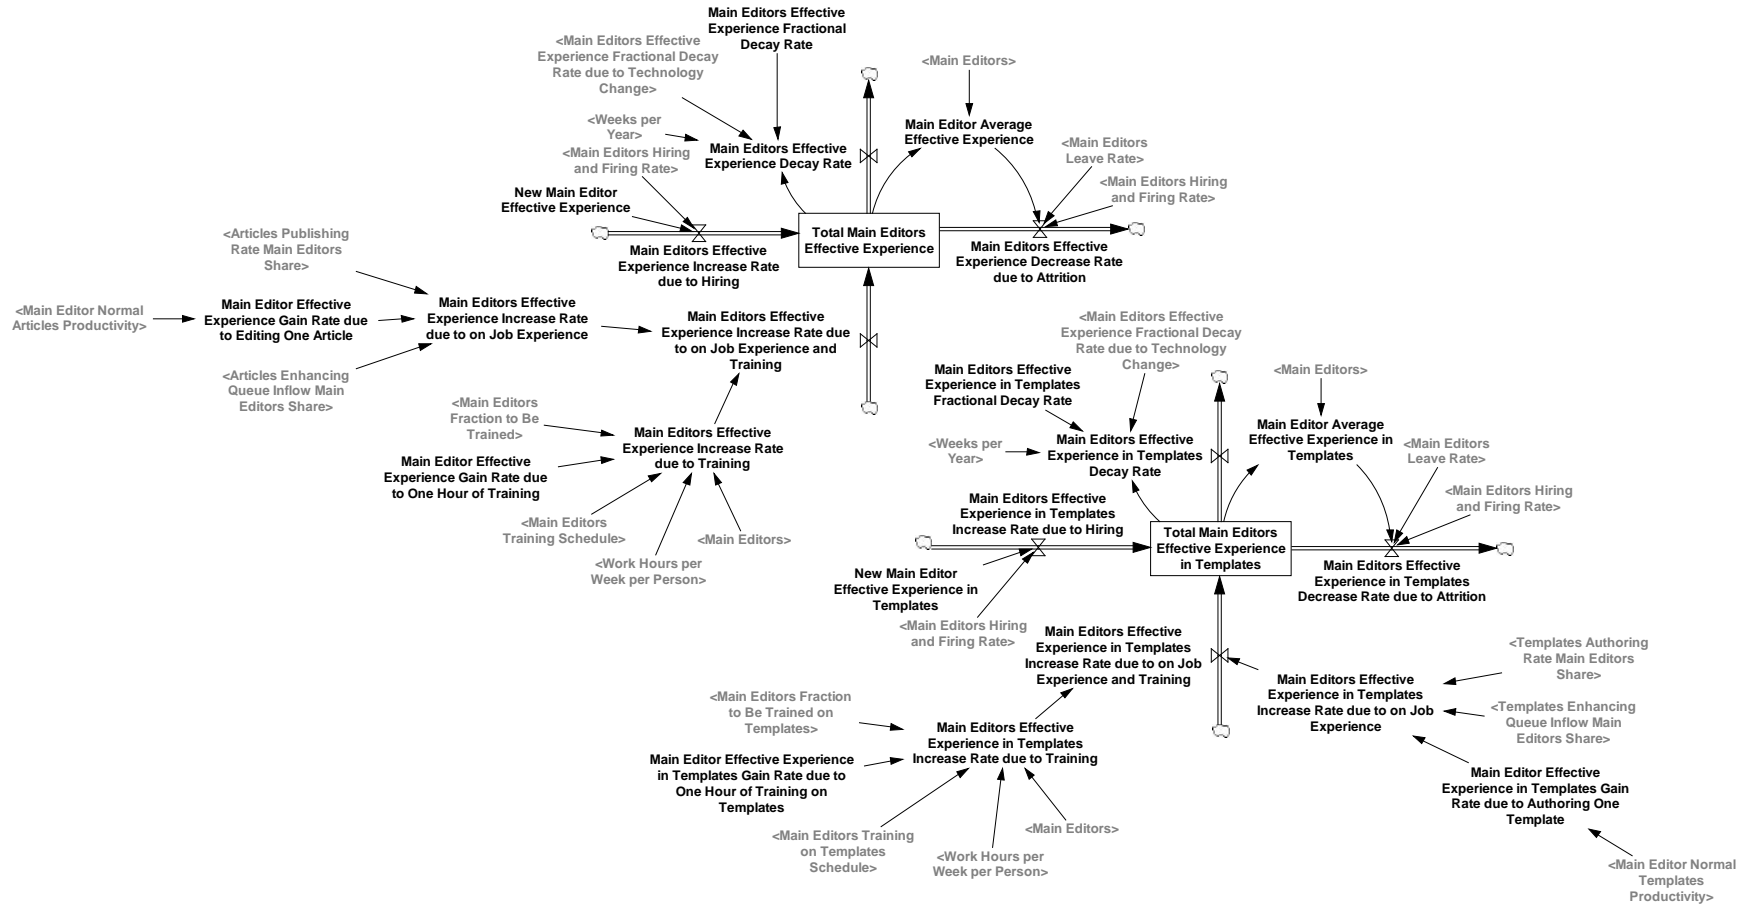 Main Editors Effective
Experience Fractional
Decay Rate
<Main Editors Effective
Experience Fractional Decay
Rate due to Technology
Change>
<Main Editors>
<Weeks per
Year>
Main Editors Effective
Experience Decay Rate
Main Editor Average
Effective Experience
<Main Editors
Leave Rate>
<Main Editors Hiring
and Firing Rate>
<Main Editors Hiring
and Firing Rate>
New Main Editor
Effective Experience
Main Editors Effective
Experience Increase Rate
due to Hiring
Total Main Editors
Effective Experience
Main Editors Effective
Experience Decrease Rate
due to Attrition
<Articles Publishing
Rate Main Editors
Share>
<Main Editor Normal
Articles Productivity>
Main Editor Effective
Experience Gain Rate due
to Editing One Article
Main Editors Effective
Experience Increase Rate
due to on Job Experience
Main Editors Effective
Experience Increase Rate due
to on Job Experience and
Training
<Articles Enhancing
Queue Inflow Main
Editors Share>
<Main Editors
Fraction to Be
Trained>
Main Editors Effective
Experience Increase Rate
due to Training
Main Editor Effective
Experience Gain Rate due
to One Hour of Training
<Main Editors
Training Schedule>
<Work Hours per
Week per Person>
<Main Editors>
<Main Editors Effective
Experience Fractional Decay
Rate due to Technology
Change>
Main Editors Effective
Experience in Templates
Fractional Decay Rate
<Main Editors>
<Weeks per
Year>
Main Editors Effective
Experience in Templates
Decay Rate
Main Editor Average
Effective Experience in
Templates
<Main Editors
Leave Rate>
<Main Editors Hiring
and Firing Rate>
Main Editors Effective
Experience in Templates
Increase Rate due to Hiring
Total Main Editors
Effective Experience
in Templates
Main Editors Effective
Experience in Templates
Decrease Rate due to Attrition
New Main Editor
Effective Experience in
Templates
<Main Editors Hiring
and Firing Rate>
Main Editors Effective
Experience in Templates
Increase Rate due to on Job
Experience and Training
<Templates Authoring
Rate Main Editors
Share>
Main Editors Effective
Experience in Templates
Increase Rate due to on Job
Experience
<Templates Enhancing
Queue Inflow Main
Editors Share>
<Main Editors Fraction
to Be Trained on
Templates>
Main Editors Effective
Experience in Templates
Increase Rate due to Training
Main Editor Effective Experience
in Templates Gain Rate due to
One Hour of Training on
Templates
Main Editor Effective
Experience in Templates Gain
Rate due to Authoring One
Template
<Main Editors Training
on Templates
Schedule>
<Work Hours per
Week per Person>
<Main Editors>
<Main Editor Normal
Templates
Productivity>